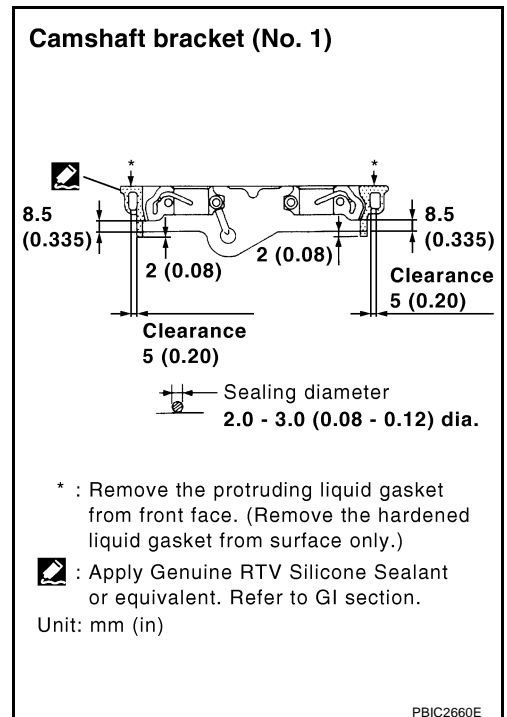 Camshaft bracket (No. 1)
*
*
8.5
(0.335)
8.5
(0.335)
2 (0.08)
2 (0.08)
Clearance
5 (0.20)
Clearance
5 (0.20)
Sealing diameter
2.0 - 3.0 (0.08 - 0.12) dia.
* : Remove the protruding liquid gasket
from front face. (Remove the hardened
liquid gasket from surface only.)
: Apply Genuine RTV Silicone Sealant
or equivalent. Refer to GI section.
Unit: mm (in)
PBIC2660E